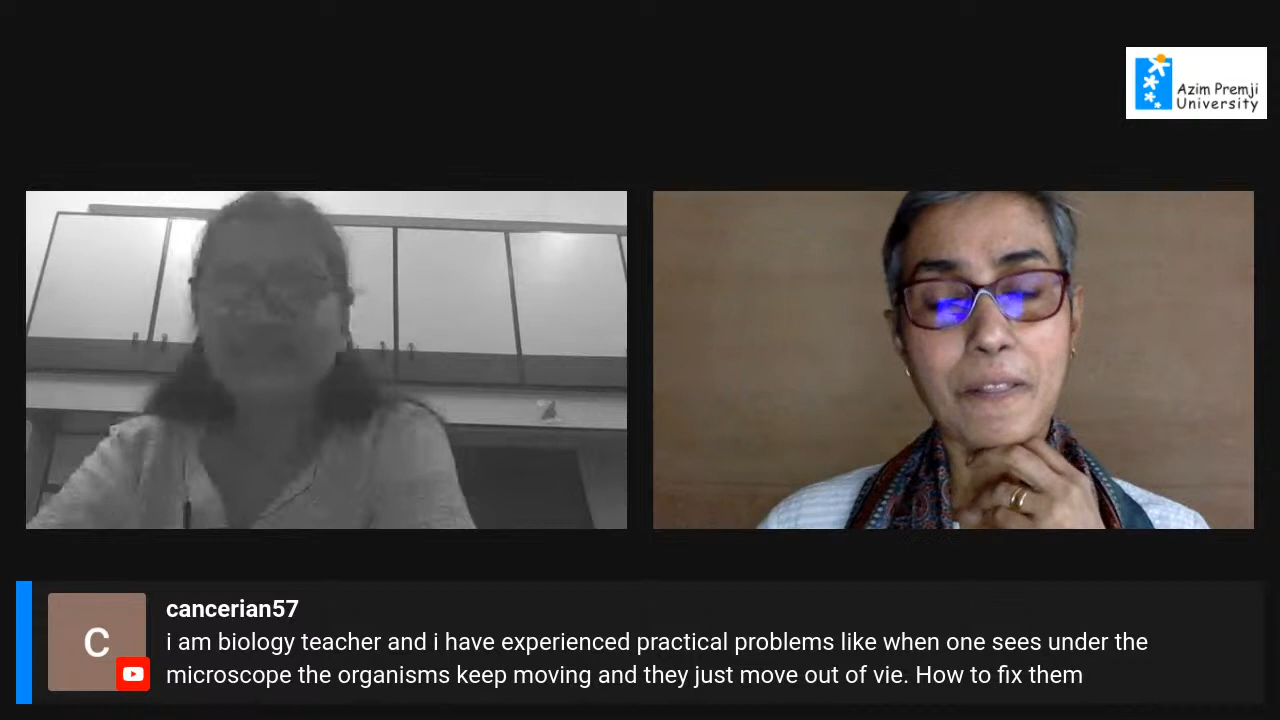 Azim Premji
University
C
cancerian57
i am biology teacher and i have experienced practical problems like when one sees under the
microscope the organisms keep moving and they just move out of vie. How to fix them